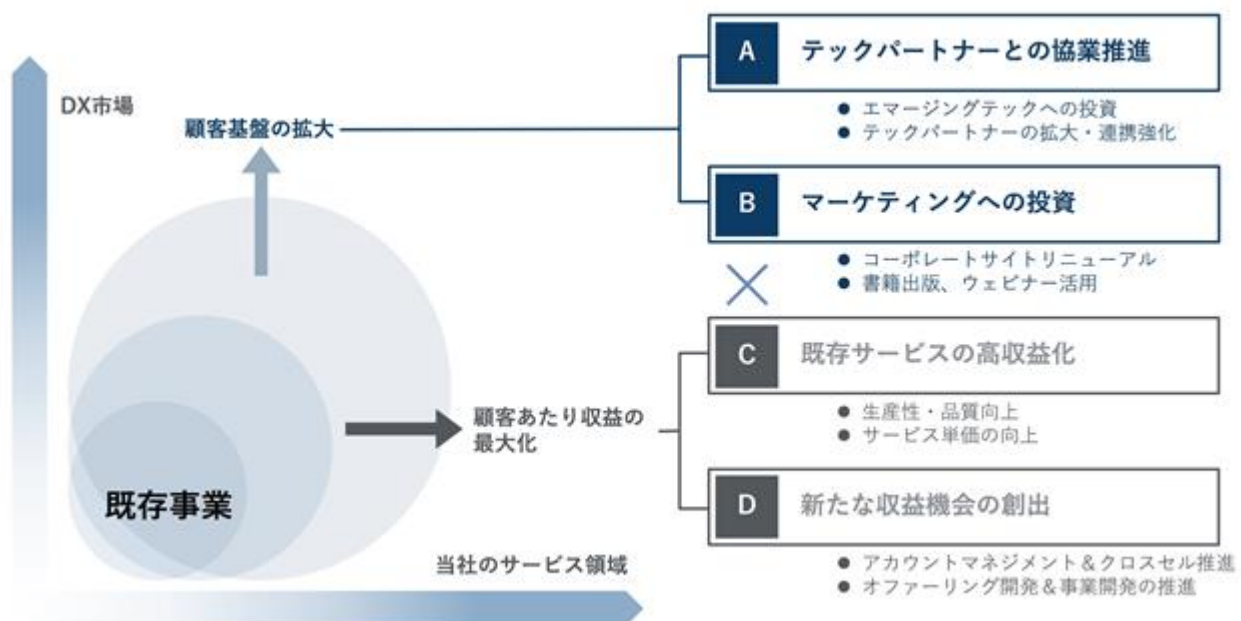 DX市場
顧客基盤の拡大
既存事業
顧客あたり収益の
最大化
当社のサービス領域
A テックパートナーとの協業推進
● エマージングテックへの投資
● テックパートナーの拡大・連携強化
B マーケティングへの投資
● コーポレートサイトリニューアル
● 書籍出版、ウェビナー活用
C 既存サービスの高収益化
● 生産性・品質向上
● サービス単価の向上
D 新たな収益機会の創出
● アカウントマネジメント＆クロスセル推進
● オファーリング開発＆事業開発の推進